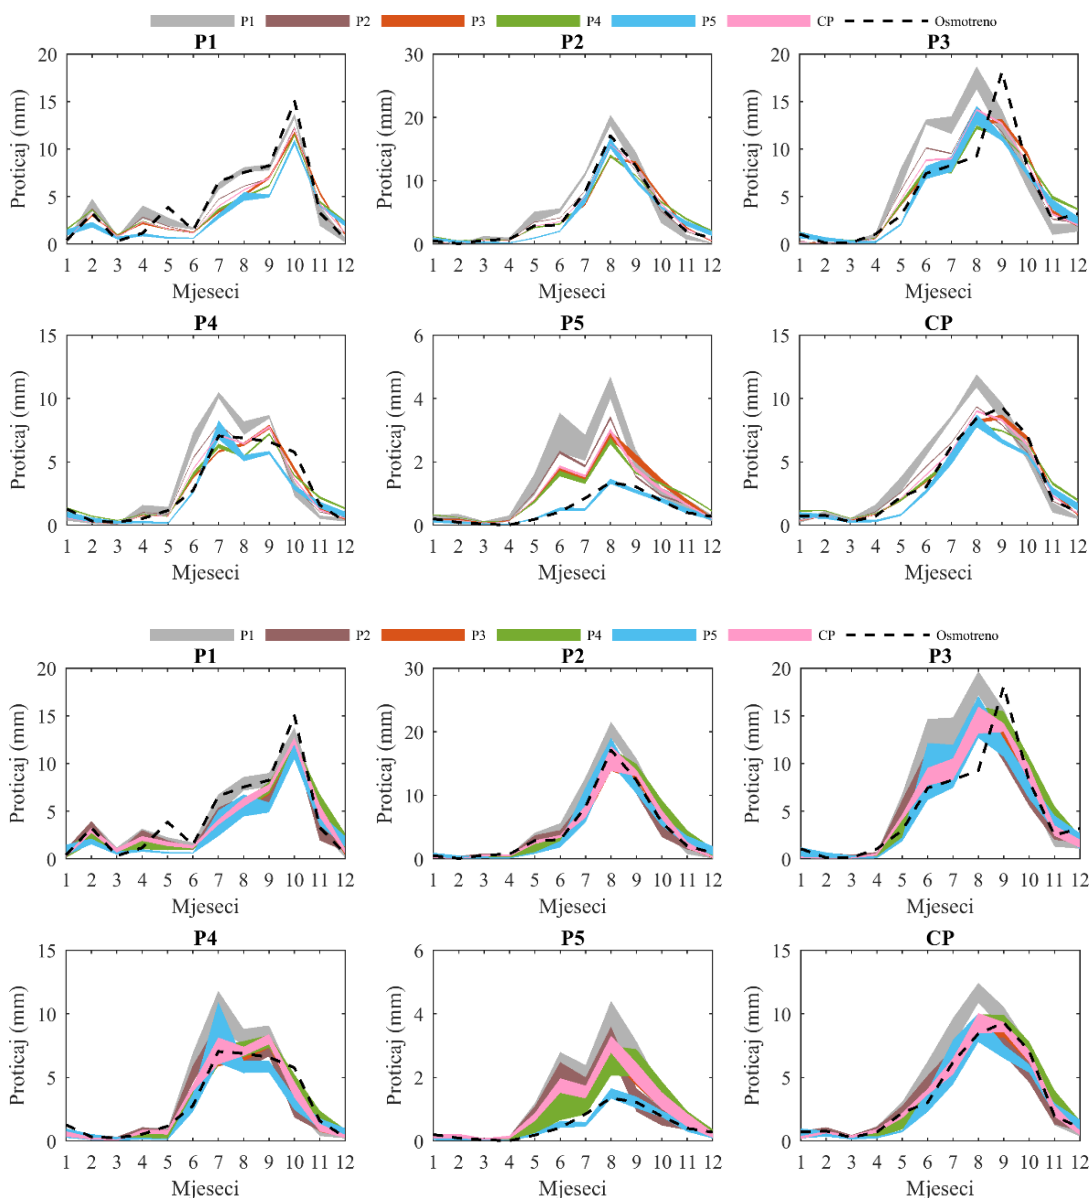 P1 P2 P3 P4 P5 CP Osmotreno
P1 P2 P3
Proticaj (mm) Proticaj (mm) Proticaj (mm)
20 30 20
15 20 15
10 10 10
5 5
0 0 0
1 2 3 4 5 6 7 8 9 10 11 12 1 2 3 4 5 6 7 8 9 10 11 12 1 2 3 4 5 6 7 8 9 10 11 12
Mjeseci Mjeseci Mjeseci
P4 P5 CP
Proticaj (mm) Proticaj (mm) Proticaj (mm)
15 6 15
10 4 10
5 2 5
0 0 0
1 2 3 4 5 6 7 8 9 10 11 12 1 2 3 4 5 6 7 8 9 10 11 12 1 2 3 4 5 6 7 8 9 10 11 12
Mjeseci Mjeseci Mjeseci
P1 P2 P3 P4 P5 CP Osmotreno
P1 P2 P3
Proticaj (mm) Proticaj (mm) Proticaj (mm)
20 30 20
15 20 15
10 10 10
5 5
0 0 0
1 2 3 4 5 6 7 8 9 10 11 12 1 2 3 4 5 6 7 8 9 10 11 12 1 2 3 4 5 6 7 8 9 10 11 12
Mjeseci Mjeseci Mjeseci
P4 P5 CP
Proticaj (mm) Proticaj (mm) Proticaj (mm)
15 6 15
10 4 10
5 2 5
0 0 0
1 2 3 4 5 6 7 8 9 10 11 12 1 2 3 4 5 6 7 8 9 10 11 12 1 2 3 4 5 6 7 8 9 10 11 12
Mjeseci Mjeseci Mjeseci